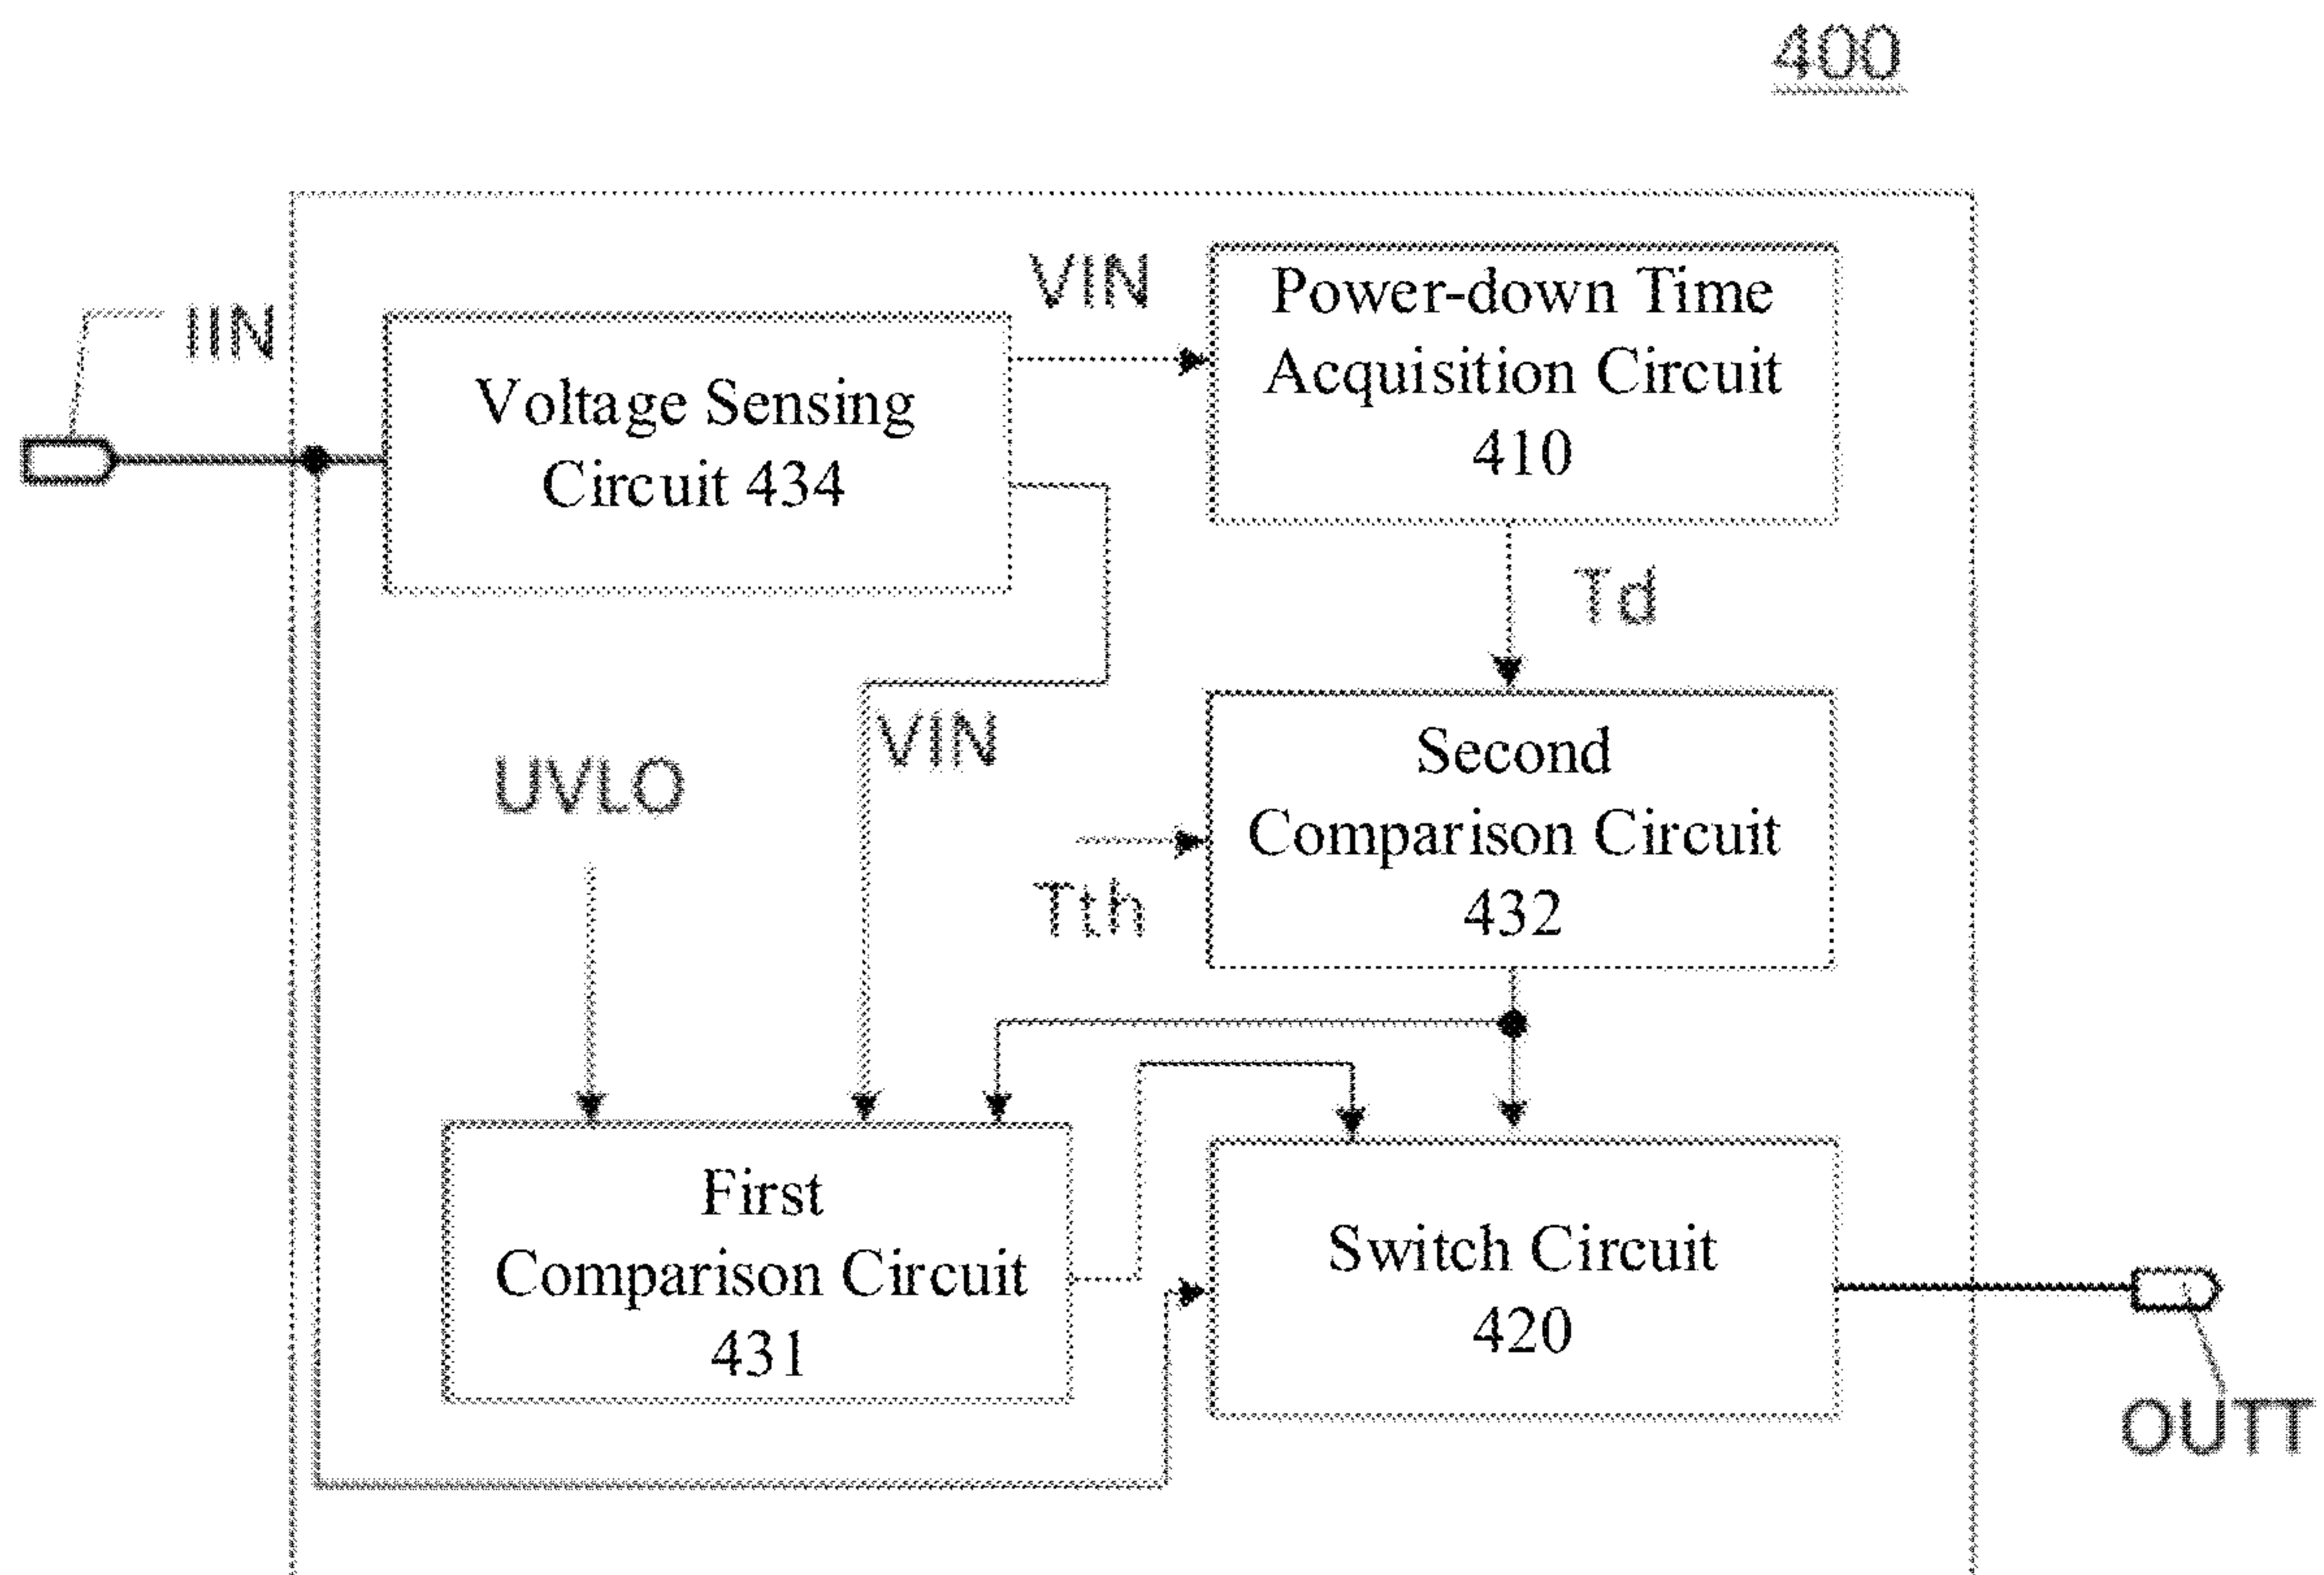 400
IIN
VIN
Power-down Time
Acquisition Circuit
410
Voltage Sensing
Circuit 434
Td
VIN
UVLO
Second
Comparison Circuit
432
Tth
First
Comparison Circuit
431
Switch Circuit
420
OUTT